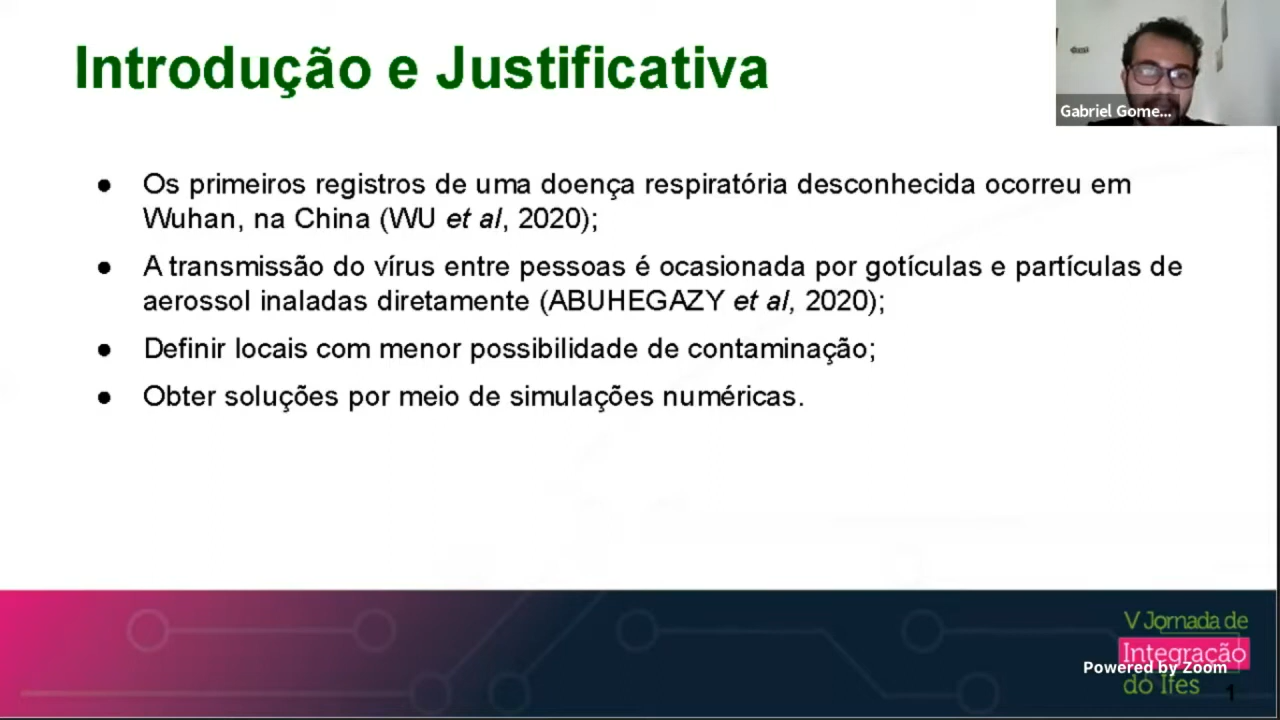 Introdução e Justificativa
Gabriel Gome...
● Os primeiros registros de uma doença respiratória desconhecida ocorreu em
Wuhan, na China (WU et al, 2020);
● A transmissão do vírus entre pessoas é ocasionada por gotículas e partículas de
aerossol inaladas diretamente (ABUHEGAZY et al, 2020);
● Definir locais com menor possibilidade de contaminação;
● Obter soluções por meio de simulações numéricas.
V Jornada de
Integração
Powered by Zoom
do Ifes
1